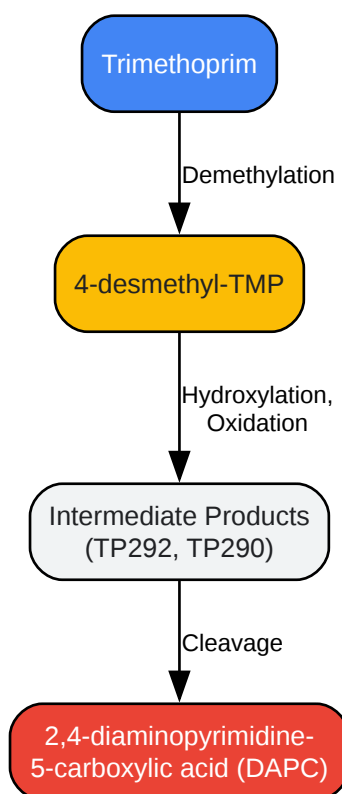 Trimethoprim
Demethylation
4-desmethyl-TMP
Hydroxylation,
Oxidation
Intermediate Products
(TP292, TP290)
Cleavage
2,4-diaminopyrimidine-
5-carboxylic acid (DAPC)